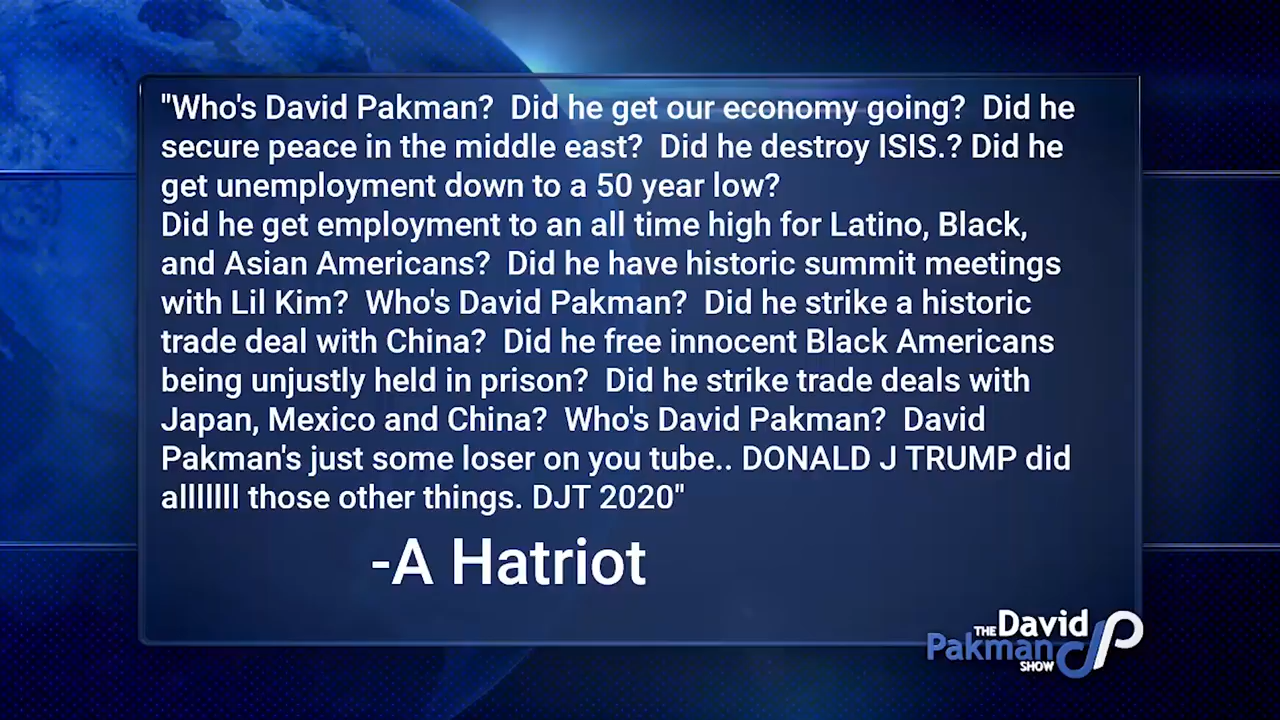 "Who's David Pakman?  Did he get our economy going?  Did he
secure peace in the middle east?  Did he destroy ISIS.? Did he
get unemployment down to a 50 year low?
Did he get employment to an all time high for Latino, Black,
and Asian Americans?  Did he have historic summit meetings
with Lil Kim?  Who's David Pakman?  Did he strike a historic
trade deal with China?  Did he free innocent Black Americans
being unjustly held in prison?  Did he strike trade deals with
Japan, Mexico and China?  Who's David Pakman?  David
Pakman's just some loser on you tube.. DONALD J TRUMP did
alllllll those other things. DJT 2020"
-A Hatriot
THE David
Pakman
SHOW